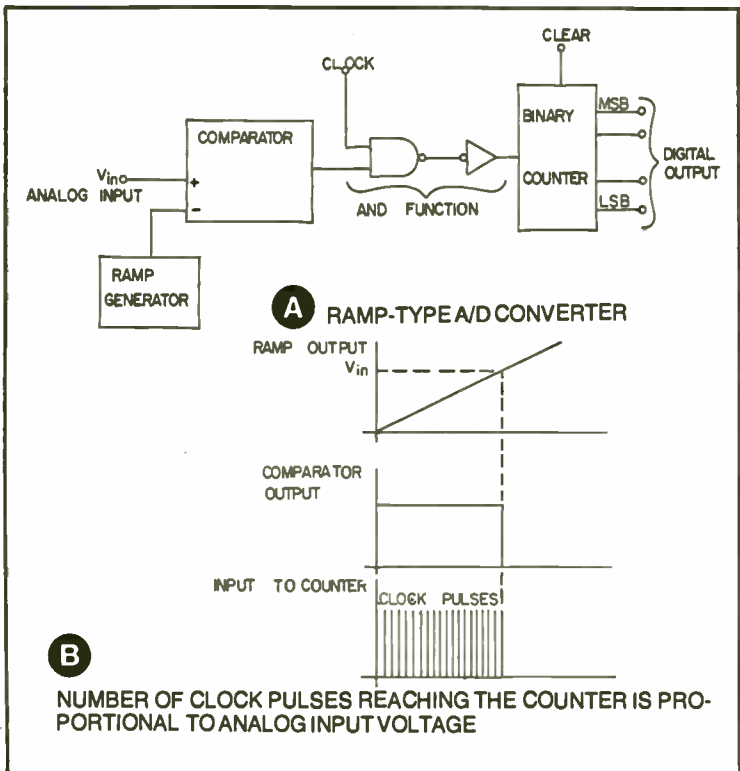 CLEAR
CLOCK
COMPARATOR
BINARY
COUNTER
MSB
LSB
DIGITAL
OUTPUT
Vin
ANALOG INPUT
+
-
AND FUNCTION
RAMP
GENERATOR
A RAMP-TYPE A/D CONVERTER
RAMP OUTPUT
Vin
COMPARATOR
OUTPUT
INPUT TO COUNTER
CLOCK PULSES
B
NUMBER OF CLOCK PULSES REACHING THE COUNTER IS PRO-
PORTIONAL TO ANALOG INPUT VOLTAGE